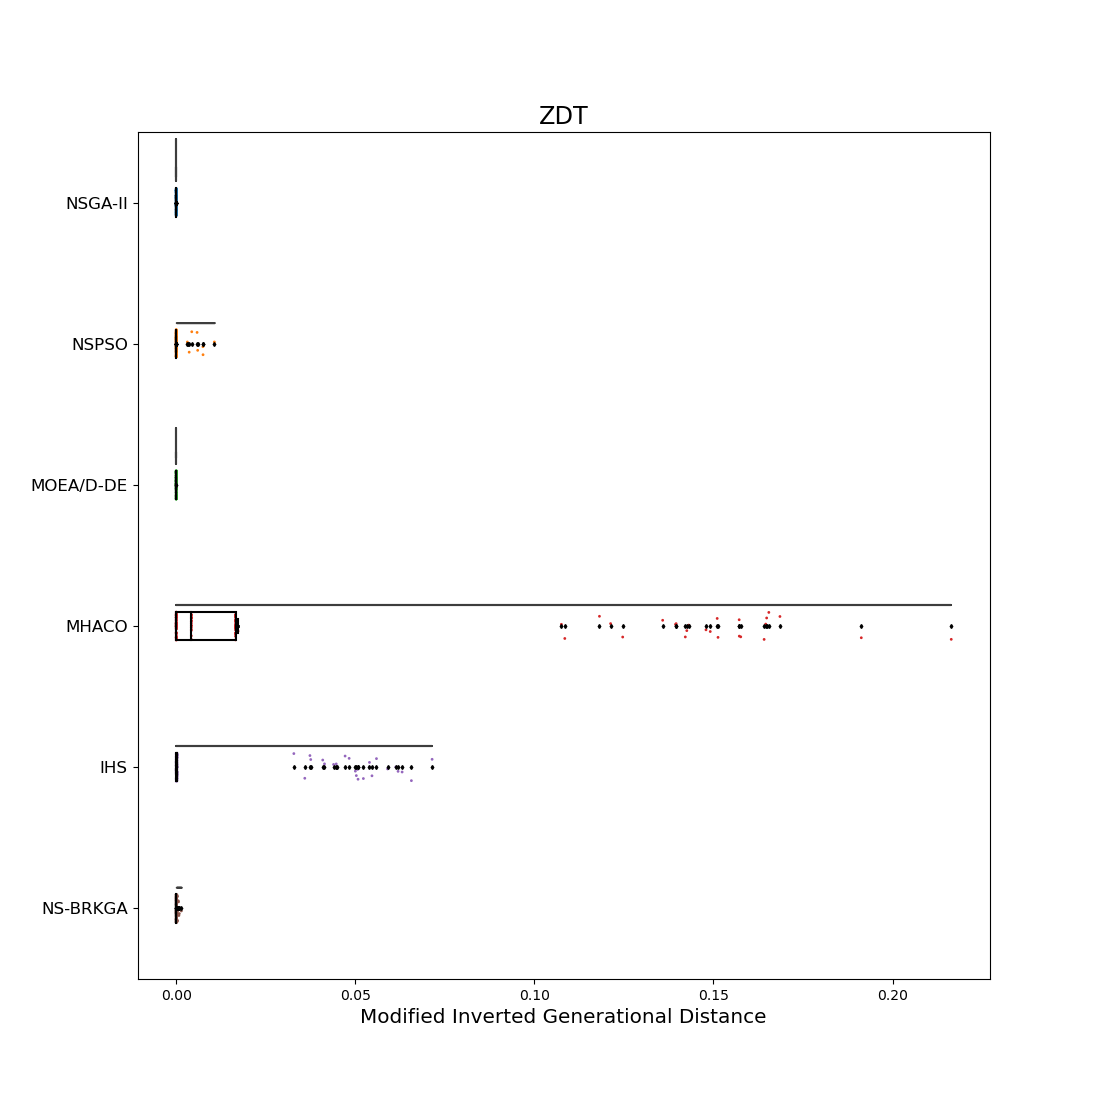 ZDT
NSGA-II
NSPSO
MOEA/D-DE
MHACO
IHS
NS-BRKGA
0.00 0.05 0.10 0.15 0.20
Modified Inverted Generational Distance